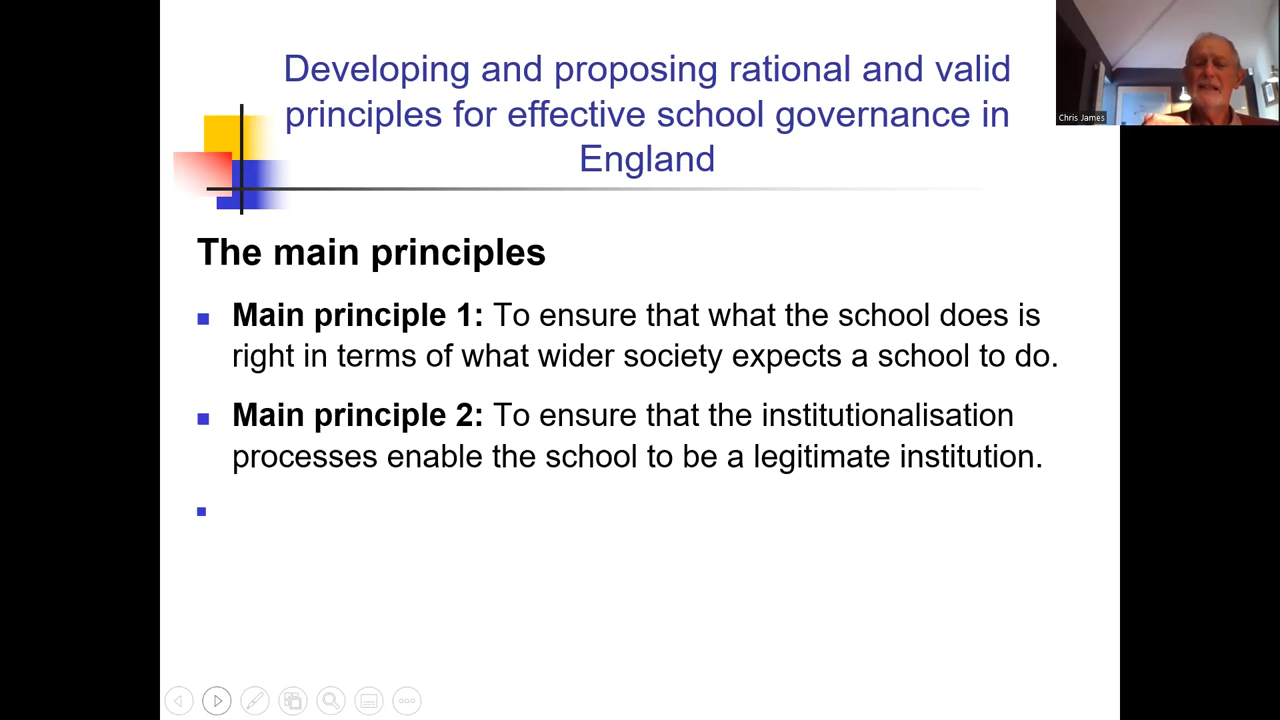 Developing and proposing rational and valid
principles for effective school governance in
England
Chris James
The main principles
Main principle 1: To ensure that what the school does is
right in terms of what wider society expects a school to do.
Main principle 2: To ensure that the institutionalisation
processes enable the school to be a legitimate institution.